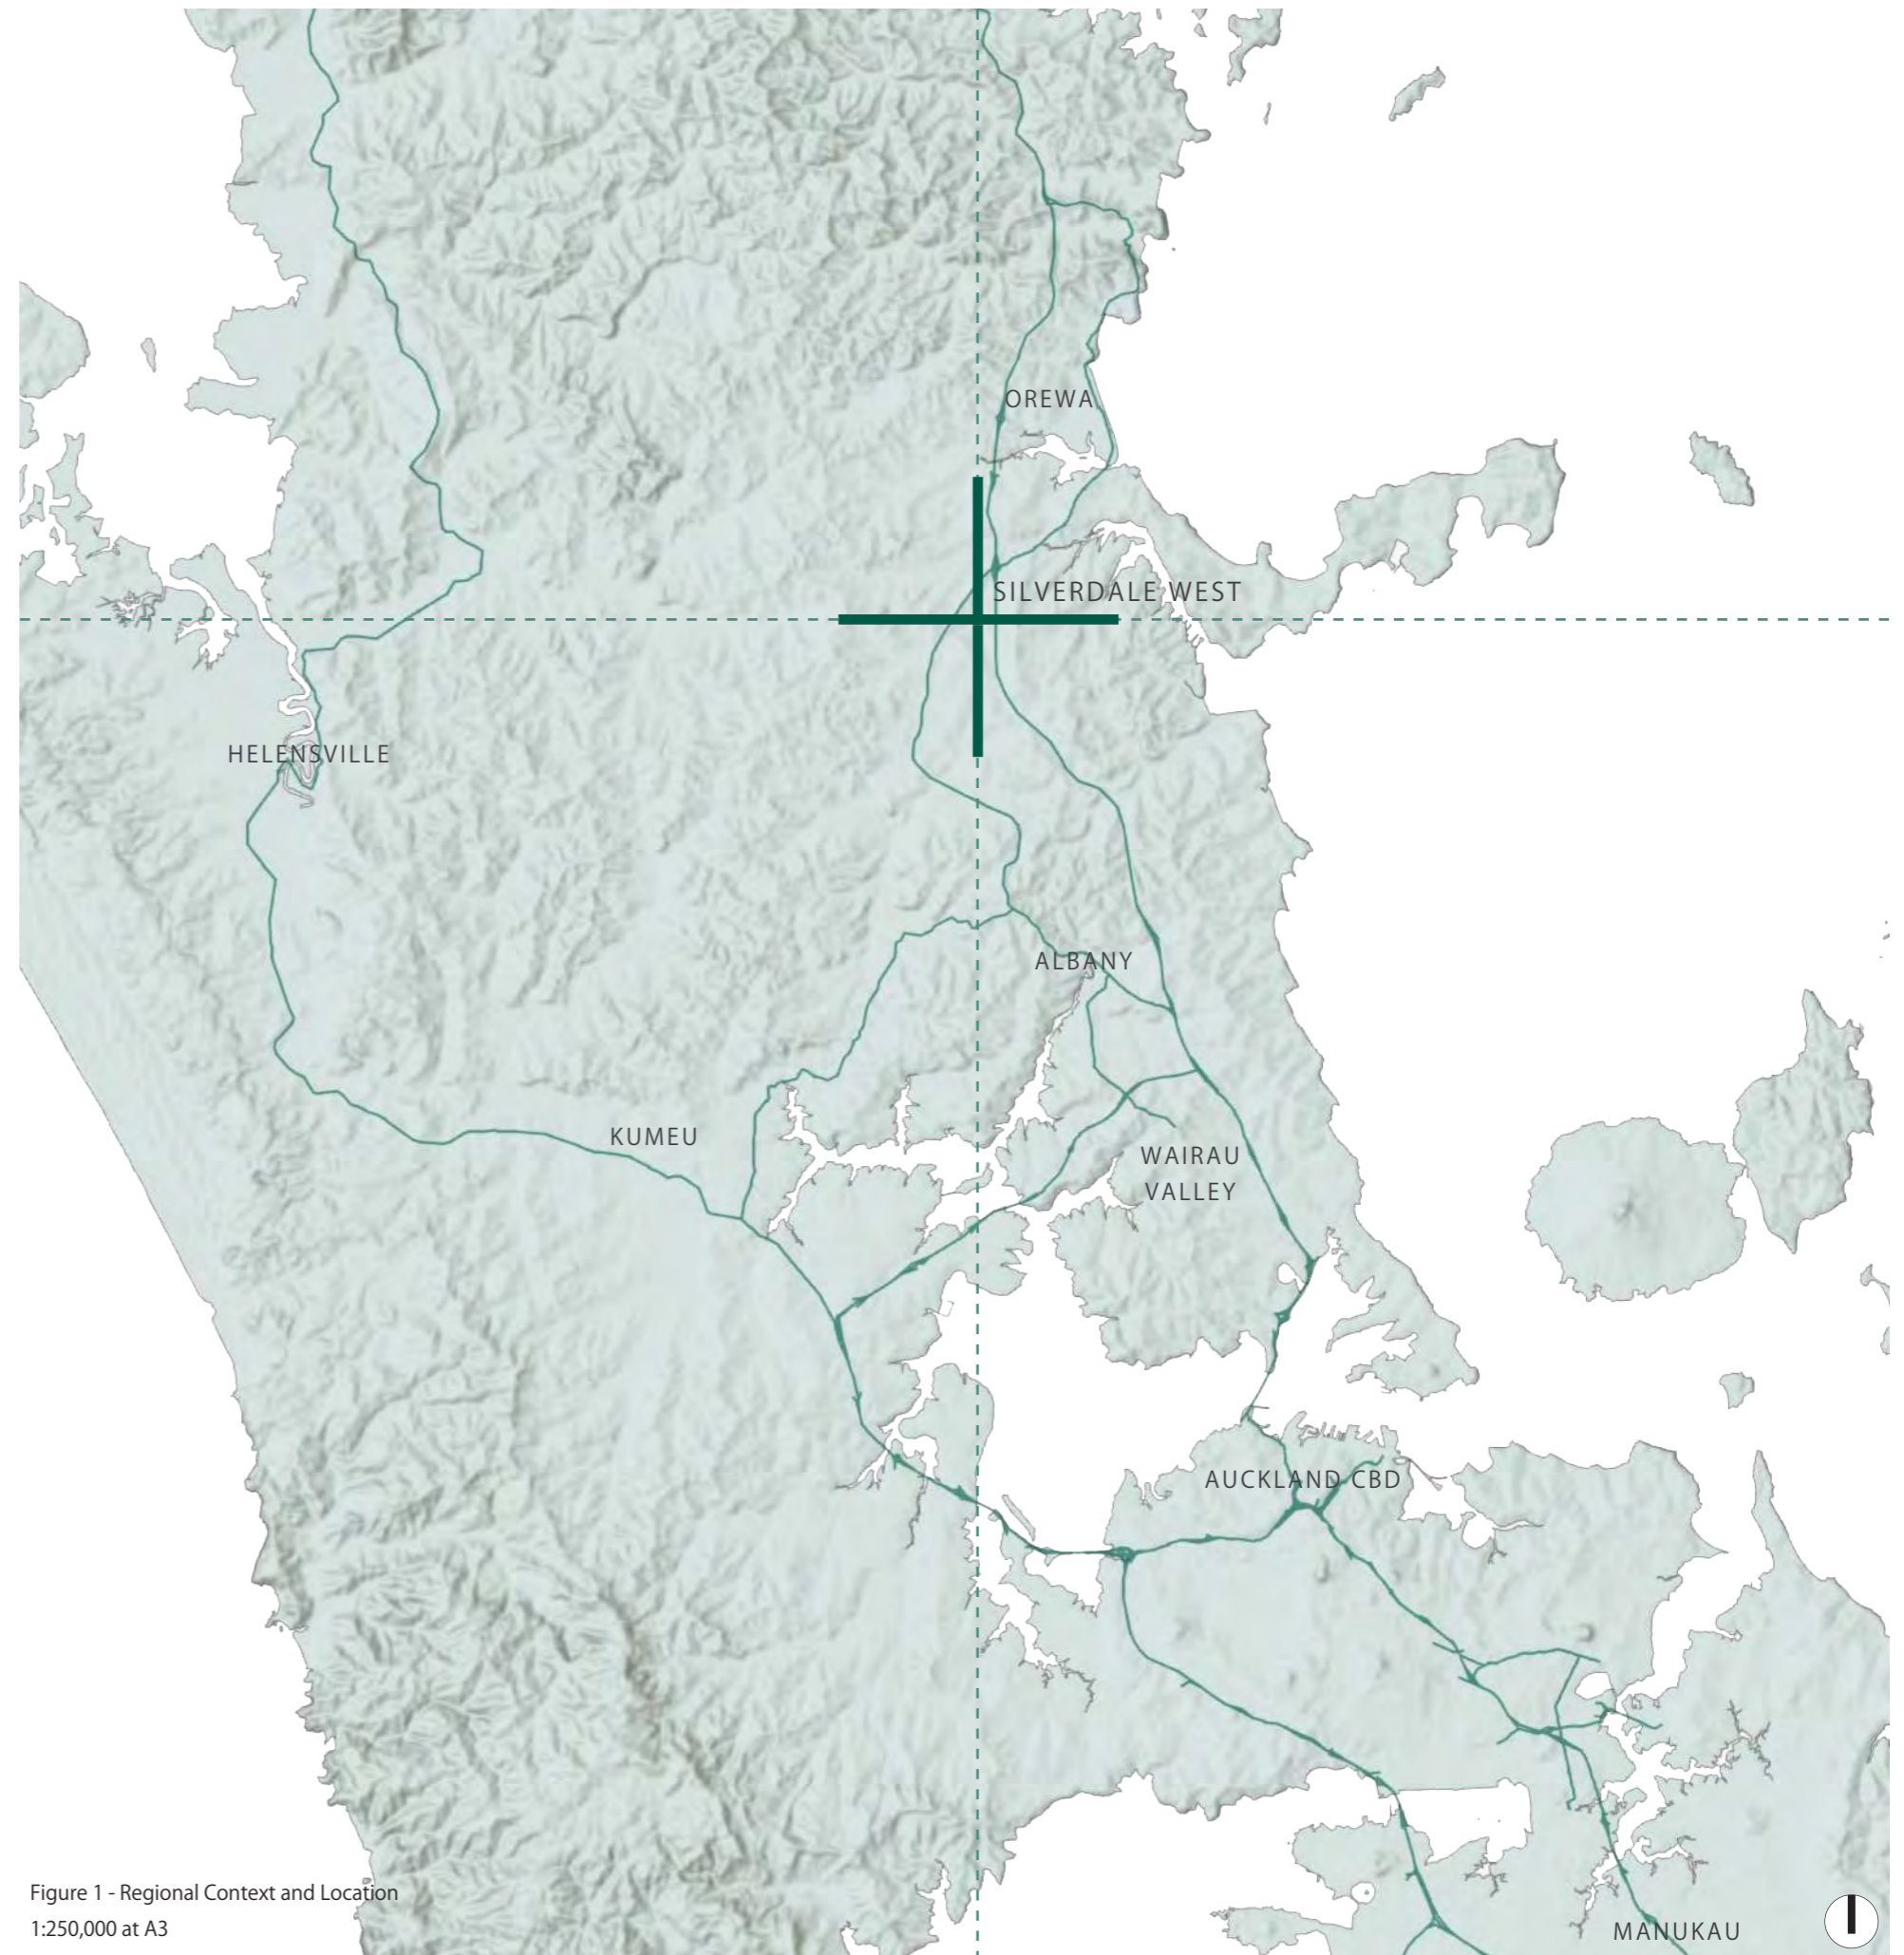 OREWA
SILVERDALE WEST
HELENSVILLE
ALBANY
KUMEU
WAIRAU
VALLEY
AUCKLAND CBD
MANUKAU
Figure 1 - Regional Context and Location
1:250,000 at A3